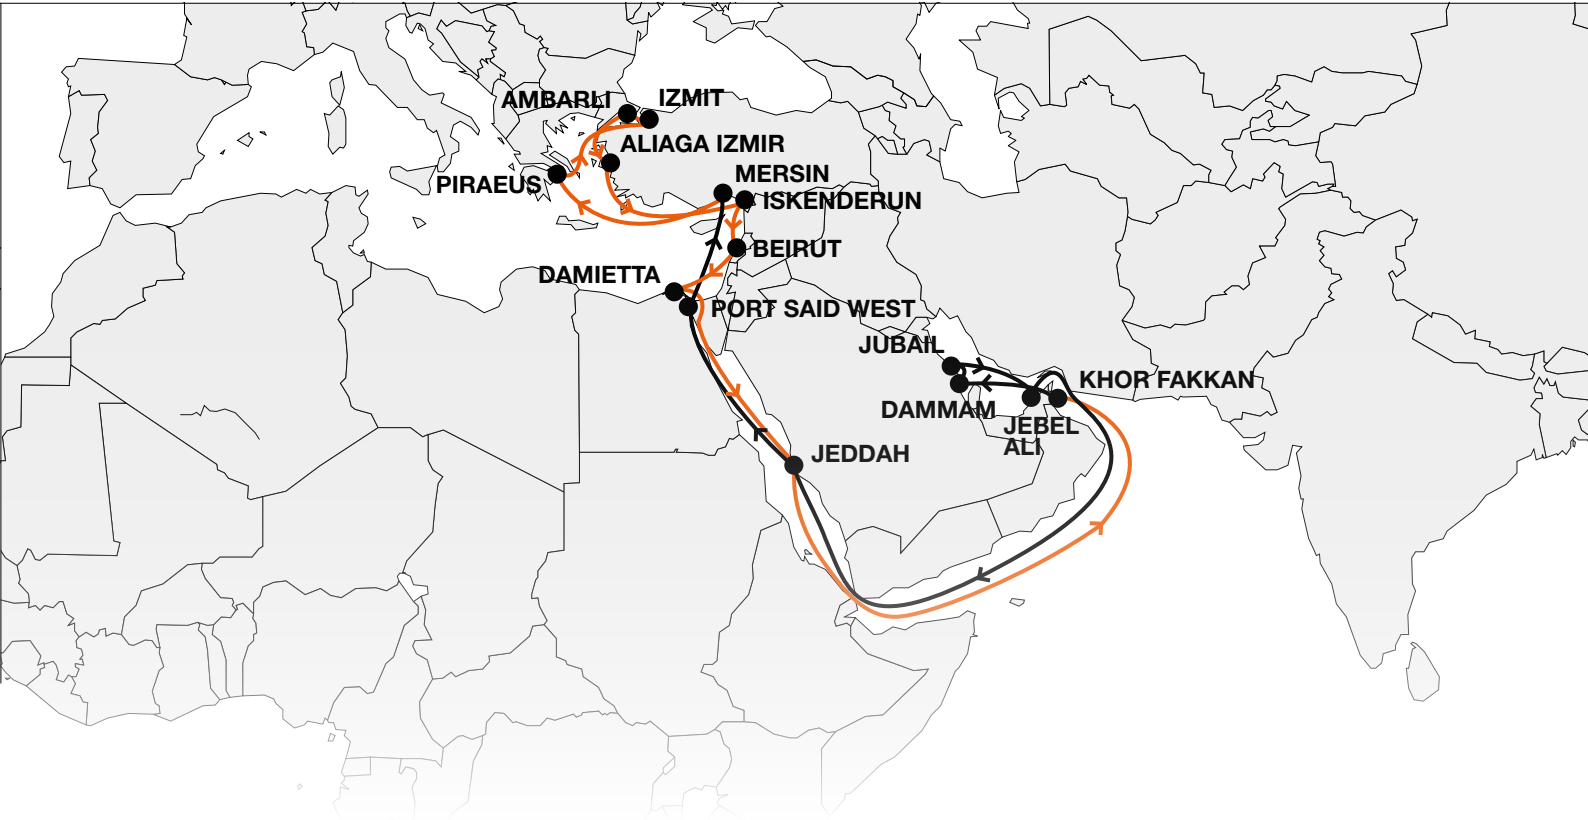 AMBARLI
IZMIT
ALIAGA IZMIR
MERSIN
PIRAEUS
ISKENDERUN
BEIRUT
DAMIETTA
PORT SAID WEST
JUBAIL
KHOR FAKKAN
DAMMAM
JEBEL
ALI
JEDDAH